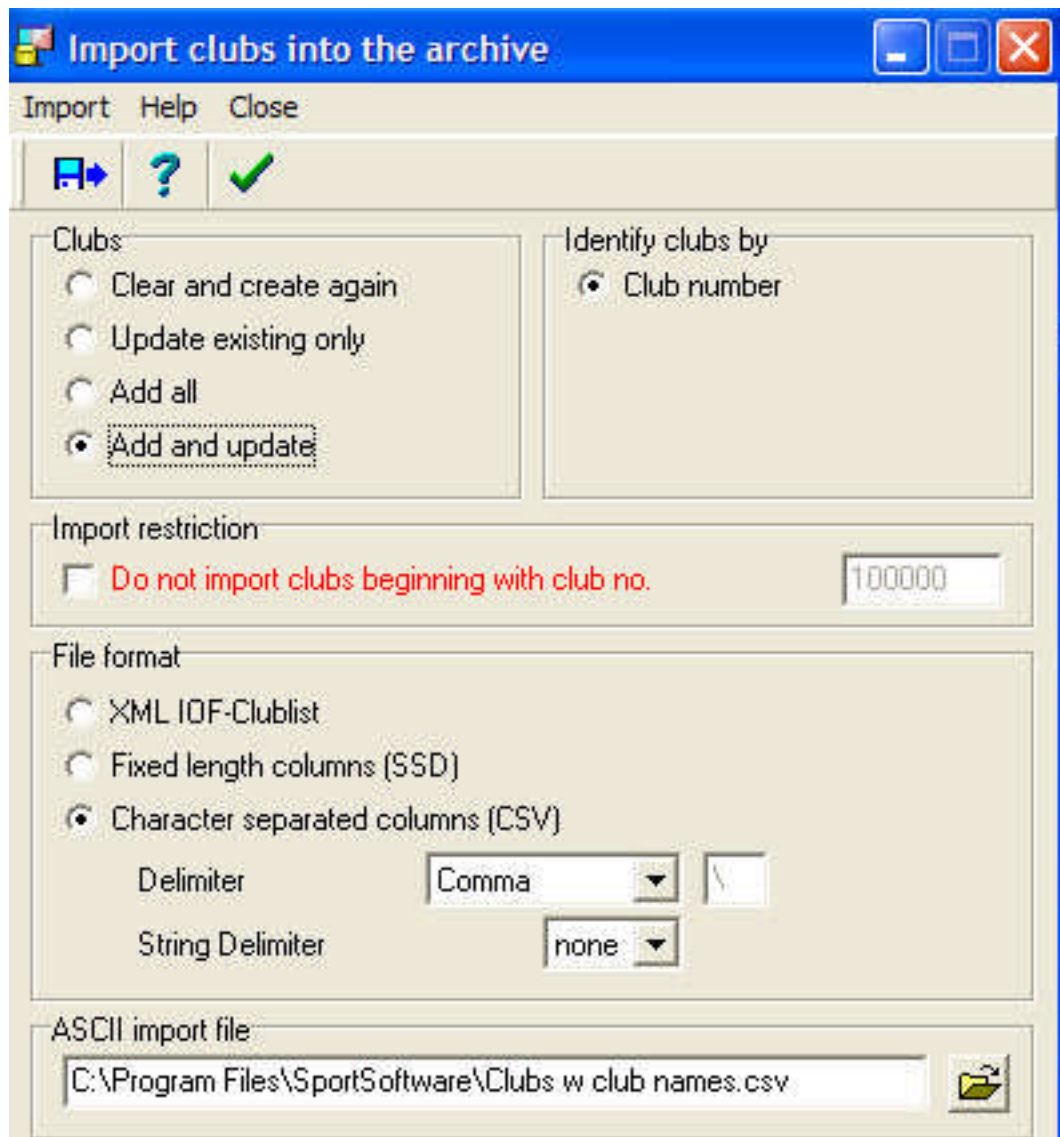 Import clubs into the archive
Import Help Close
?
Clubs
Clear and create again
Update existing only
Add all
Add and update
Identify clubs by
Club number
Import restriction
Do not import clubs beginning with club no. 100000
File format
XML IOF-Clublist
Fixed length columns (SSD)
Character separated columns (CSV)
Delimiter Comma \
String Delimiter none
ASCII import file
C:\Program Files\SportSoftware\Clubs w club names.csv